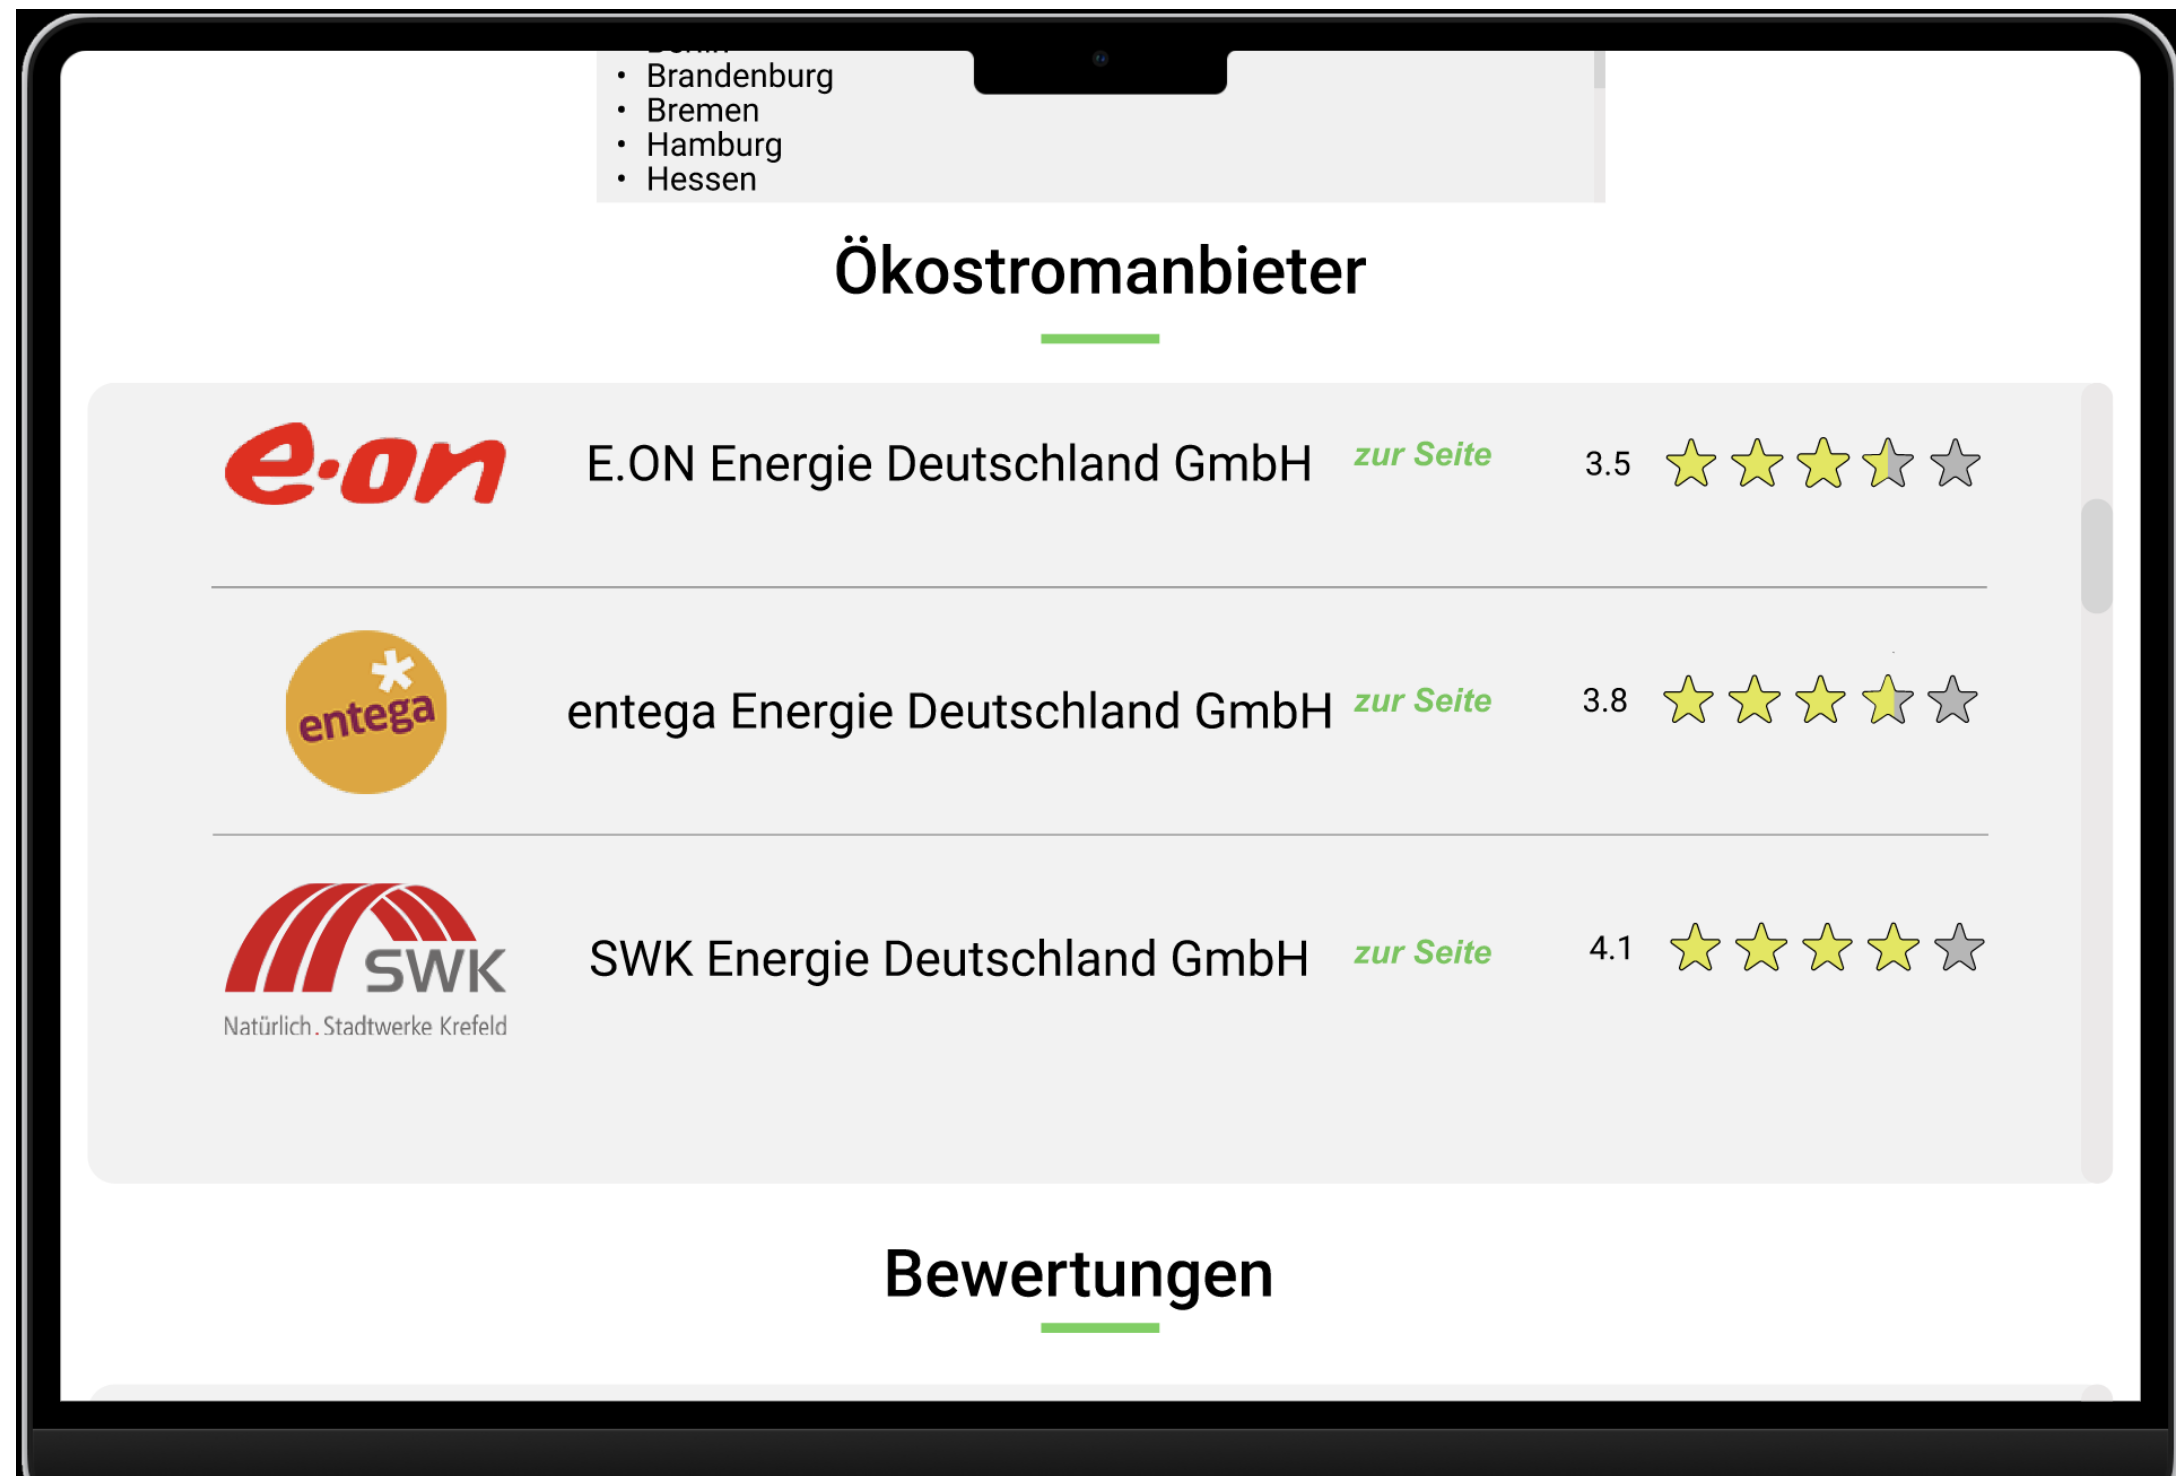 Berlin
• Brandenburg
• Bremen
• Hamburg
• Hessen
Ökostromanbieter
e·on
E.ON Energie Deutschland GmbH zur Seite 3.5
entega
entega Energie Deutschland GmbH zur Seite 3.8
SWK
Natürlich. Stadtwerke Krefeld
SWK Energie Deutschland GmbH zur Seite 4.1
Bewertungen